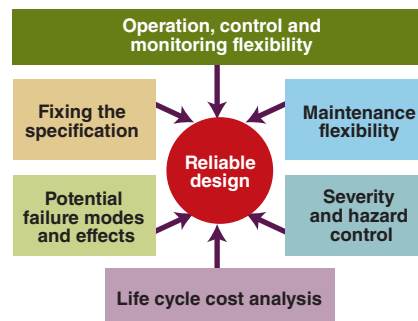 Operation, control and
monitoring flexibility
Fixing the
specification
Maintenance
flexibility
Reliable
design
Potential
failure modes
and effects
Severity
and hazard
control
Life cycle cost analysis